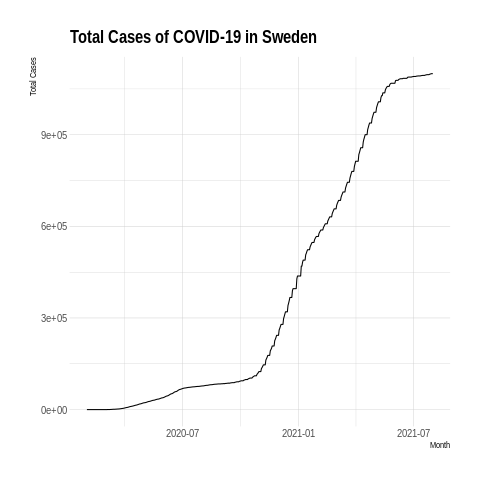 Total Cases of COVID-19 in Sweden
Total Cases
9e+05
6e+05
3e+05
0e+00
2020-07 2021-01 2021-07
Month